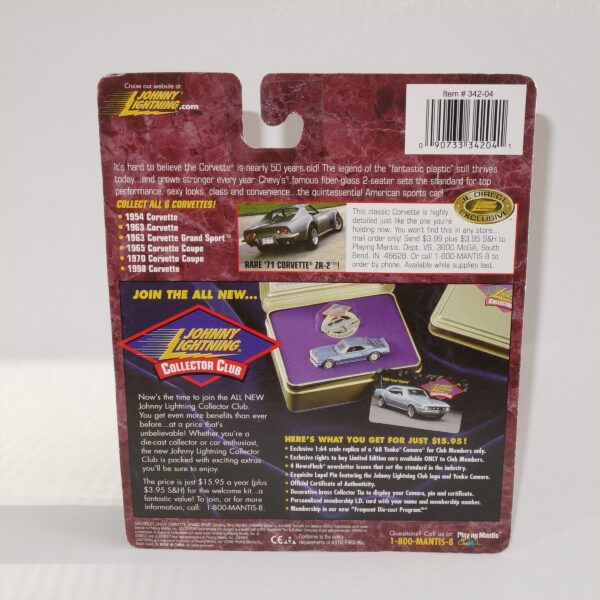 Cruise our website at:
JOHNNY
LIGHTNING.com
Item # 342-04
0 90733 34204 1
It's hard to believe the Corvette® is nearly 50 years old! The legend of the "fantastic plastic" still thrives
today...and grows stronger every year Chevy's® famous fiber-glass 2-seater sets the standard for top
performance, sexy looks, class and convenience... the quintessential American sports car!
COLLECT ALL 6 CORVETTES!
• 1954 Corvette
• 1963 Corvette
• 1963 Corvette Grand Sport™
• 1965 Corvette Coupe
• 1970 Corvette Coupe
• 1998 Corvette
RARE '71 CORVETTE® ZR-2™!
This classic Corvette is highly
detailed just like the one you're
holding now. You won't find this in any store...
mail order only! Send $3.99 plus $3.95 S&H to
Playing Mantis, Dept. VS, 3600 McGill, South
Bend, IN 46628. Or call 1-800-MANTIS-8 to
order by phone. Available while supplies last.
JL DIRECT
EXCLUSIVE
JOIN THE ALL NEW...
JOHNNY
LIGHTNING
COLLECTOR CLUB
Now's the time to join the ALL NEW
Johnny Lightning Collector Club.
You get even more benefits than ever
before...at a price that's
unbelievable! Whether you're a
die-cast collector or car enthusiast,
the new Johnny Lightning Collector
Club is packed with exciting extras
you'll be sure to enjoy.
The price is just $15.95 a year (plus
$3.95 S&H) for the welcome kit...a
fantastic value! To join, or for more
information, call: 1-800-MANTIS-8.
HERE'S WHAT YOU GET FOR JUST $15.95!
• Exclusive 1:64 scale replica of a '68 Yenko® Camaro® for Club Members only.
• Exclusive rights to buy Limited Edition cars available ONLY to Club Members.
• 4 NewsFlash® newsletter issues that set the standard in the industry.
• Exquisite Lapel Pin featuring the Johnny Lightning Club logo and Yenko Camaro.
• Official Certificate of Authenticity.
• Decorative brass Collector Tin to display your Camaro, pin and certificate.
• Personalized membership I.D. card with your name and membership number.
• Membership in our new "Frequent Die-cast Program!"
CE
Conforms to the safety
requirements of ASTM F963-96a.
Questions? Call us at:
1-800-MANTIS-8
Playing Mantis